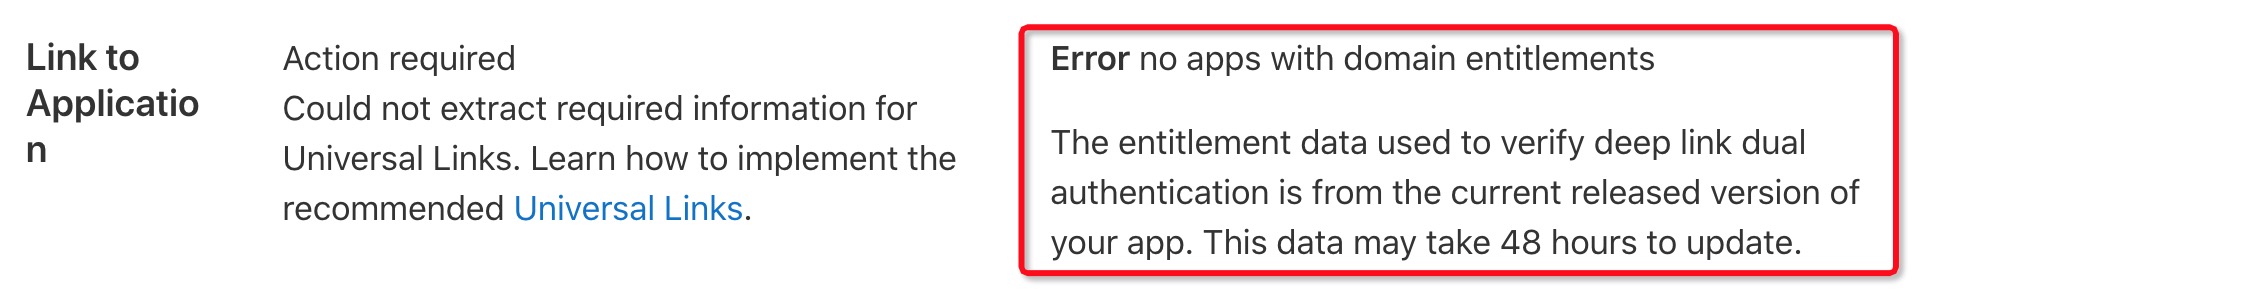 Link to
Applicatio
n
Action required
Could not extract required information for
Universal Links. Learn how to implement the
recommended Universal Links.
Error no apps with domain entitlements
The entitlement data used to verify deep link dual
authentication is from the current released version of
your app. This data may take 48 hours to update.